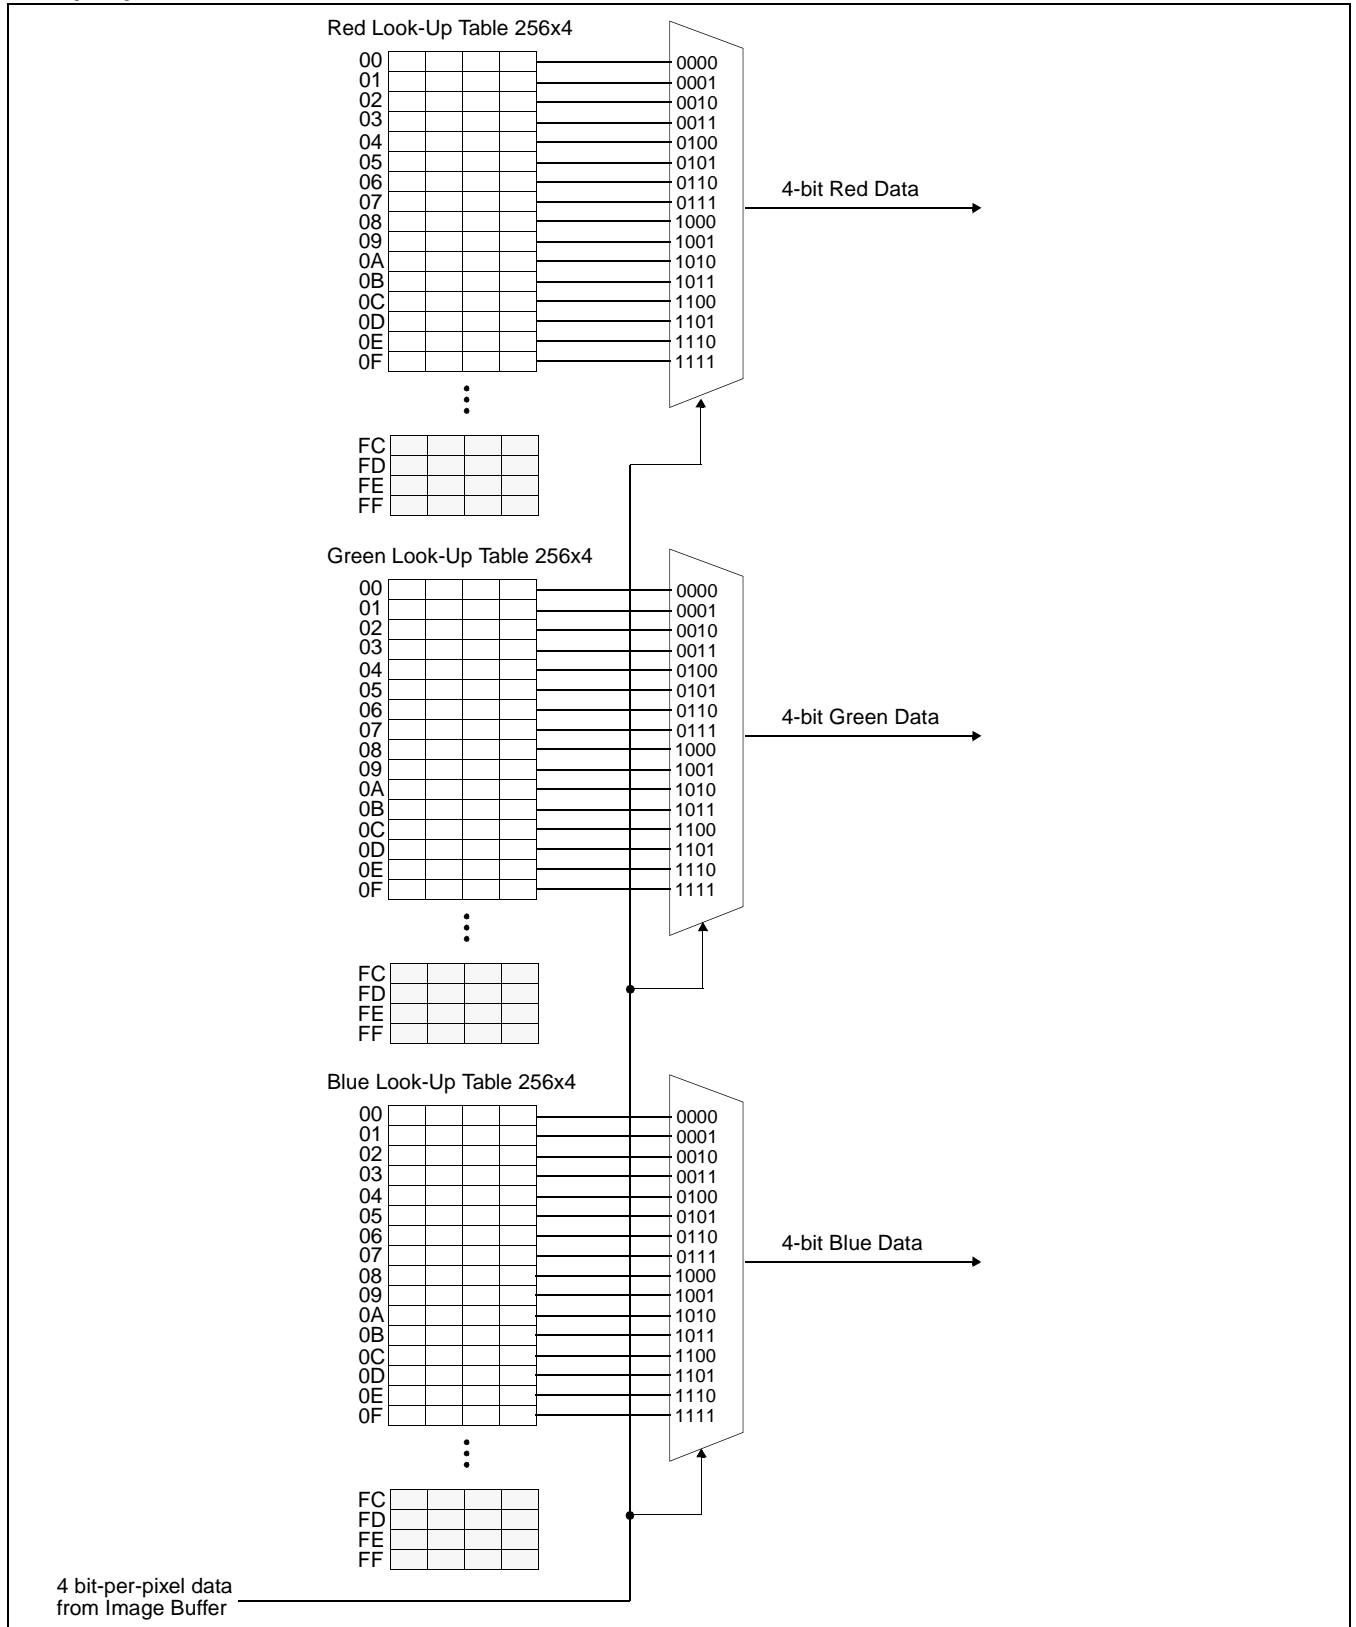 Red Look-Up Table 256x4
00 0000
01 0001
02 0010
03 0011
04 0100
05 0101
06 0110
07 0111
08 1000
09 1001
0A 1010
0B 1011
0C 1100
0D 1101
0E 1110
0F 1111
4-bit Red Data
FC
FD
FE
FF
Green Look-Up Table 256x4
00 0000
01 0001
02 0010
03 0011
04 0100
05 0101
06 0110
07 0111
08 1000
09 1001
0A 1010
0B 1011
0C 1100
0D 1101
0E 1110
0F 1111
4-bit Green Data
FC
FD
FE
FF
Blue Look-Up Table 256x4
00 0000
01 0001
02 0010
03 0011
04 0100
05 0101
06 0110
07 0111
08 1000
09 1001
0A 1010
0B 1011
0C 1100
0D 1101
0E 1110
0F 1111
4-bit Blue Data
FC
FD
FE
FF
4 bit-per-pixel data
from Image Buffer